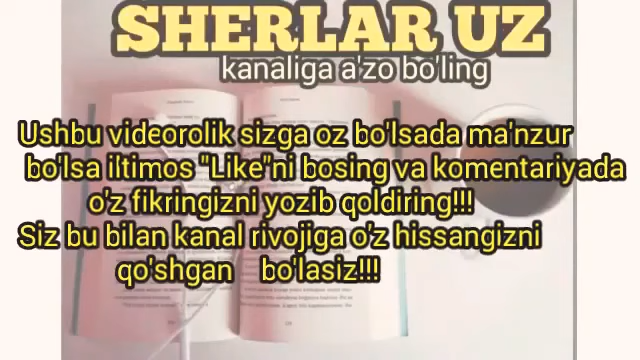 SHERLAR UZ
kanaliga a'zo bo'ling
Ushbu videorolik sizga oz bo'lsada ma'nzur
bo'lsa iltimos "Like"ni bosing va komentariyada
o'z fikringizni yozib qoldiring!!!
Siz bu bilan kanal rivojiga o'z hissangizni
qo'shgan bo'lasiz!!!